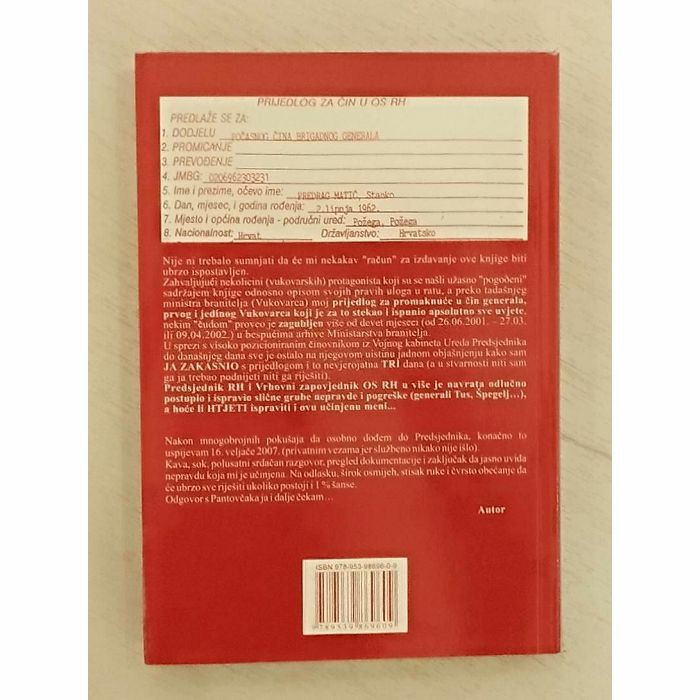 PRIJEDLOG ZA ČIN U OS RH
PREDLAŽE SE ZA:
1. DODJELU POČASNOG ČINA BRIGADNOG GENERALA
2. PROMICANJE
3. PREVOĐENJE
4. JMBG: 0206962303231
5. Ime i prezime, očevo ime: PREDRAG MATIĆ, Stanko
6. Dan, mjesec, i godina rođenja: 2.lipnja 1962.
7. Mjesto i općina rođenja - područni ured: Požega, Požega
8. Nacionalnost: Hrvat Državljanstvo: Hrvatsko
Nije ni trebalo sumnjati da će mi nekakav "račun" za izdavanje ove knjige biti
ubrzo ispostavljen.
Zahvaljujući nekolicini (vukovarskih) protagonista koji su se našli užasno "pogođeni"
sadržajem knjige odnosno opisom svojih pravih uloga u ratu, a preko tadašnjeg
ministra branitelja (Vukovarca) moj prijedlog za promaknuće u čin generala,
prvog i jedinog Vukovarca koji je za to stekao i ispunio apsolutno sve uvjete,
nekim "čudom" proveo je zagubljen više od devet mjeseci (od 26.06.2001. - 27.03.
ili 09.04.2002.) u bespućima arhive Ministarstva branitelja.
U sprezi s visoko pozicioniranim činovnikom iz Vojnog kabineta Ureda Predsjednika
do današnjeg dana sve je ostalo na njegovom uistinu jadnom objašnjenju kako sam
JA ZAKASNIO s prijedlogom i to nevjerojatna TRI dana (a u stvarnosti niti sam
ga ja trebao podnijeti niti ga riješiti).
Predsjednik RH i Vrhovni zapovjednik OS RH u više je navrata odlučno
postupio i ispravio slične grube nepravde i pogreške (generali Tus, Špegelj...),
a hoće li HTJETI ispraviti i ovu učinjenu meni...
Nakon mnogobrojnih pokušaja da osobno dođem do Predsjednika, konačno to
uspijevam 16. veljače 2007. (privatnim vezama jer službeno nikako nije išlo).
Kava, sok, polusatni srdačan razgovor, pregled dokumentacije i zaključak da jasno uviđa
nepravdu koja mi je učinjena. Na odlasku, širok osmijeh, stisak ruke i čvrsto obećanje da
će ubrzo sve riješiti ukoliko postoji i 1 % šanse.
Odgovor s Pantovčaka ja i dalje čekam...
Autor
ISBN 978-953-98696-0-9
9 789539 869609